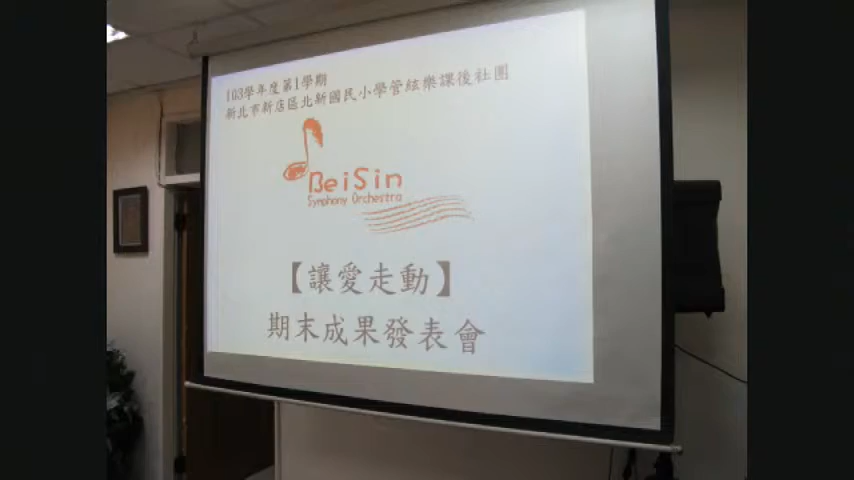 103學年度第1學期
新北市新店區北新國民小學管絃樂課後社團
BeiSin
Symphony Orchestra
【讓愛走動】
期末成果發表會